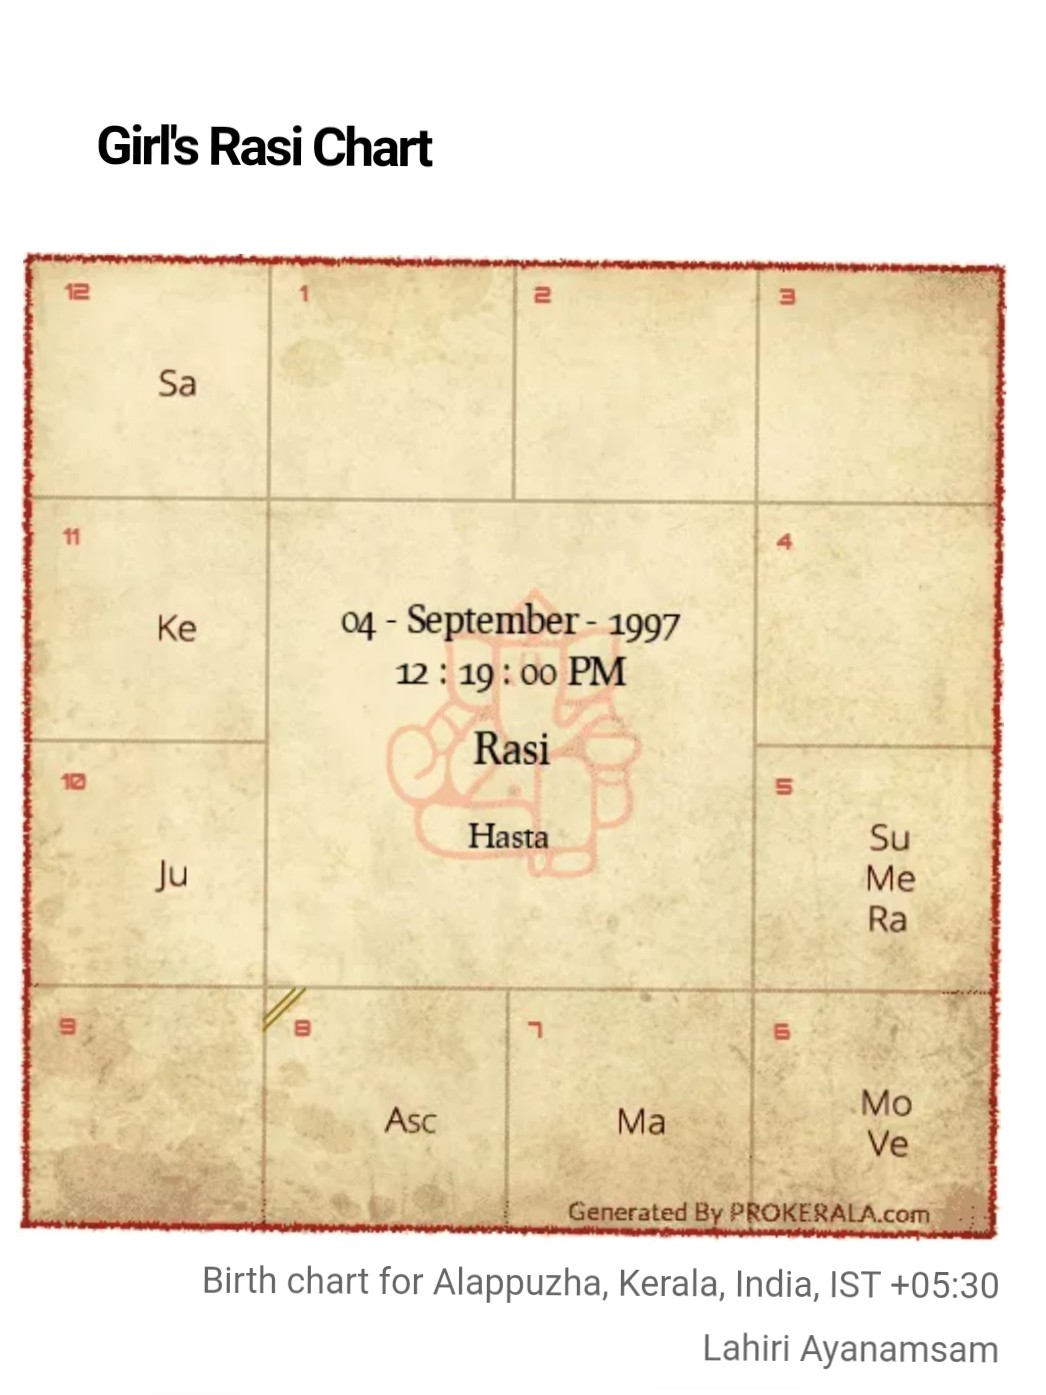 Girl's Rasi Chart
12
Sa
1
2
3
11
Ke
04 - September - 1997
12 : 19 : 00 PM
Rasi
Hasta
4
10
Ju
5
Su
Me
Ra
9
8
Asc
7
Ma
6
Mo
Ve
Generated By PROKERALA.com
Birth chart for Alappuzha, Kerala, India, IST +05:30
Lahiri Ayanamsam